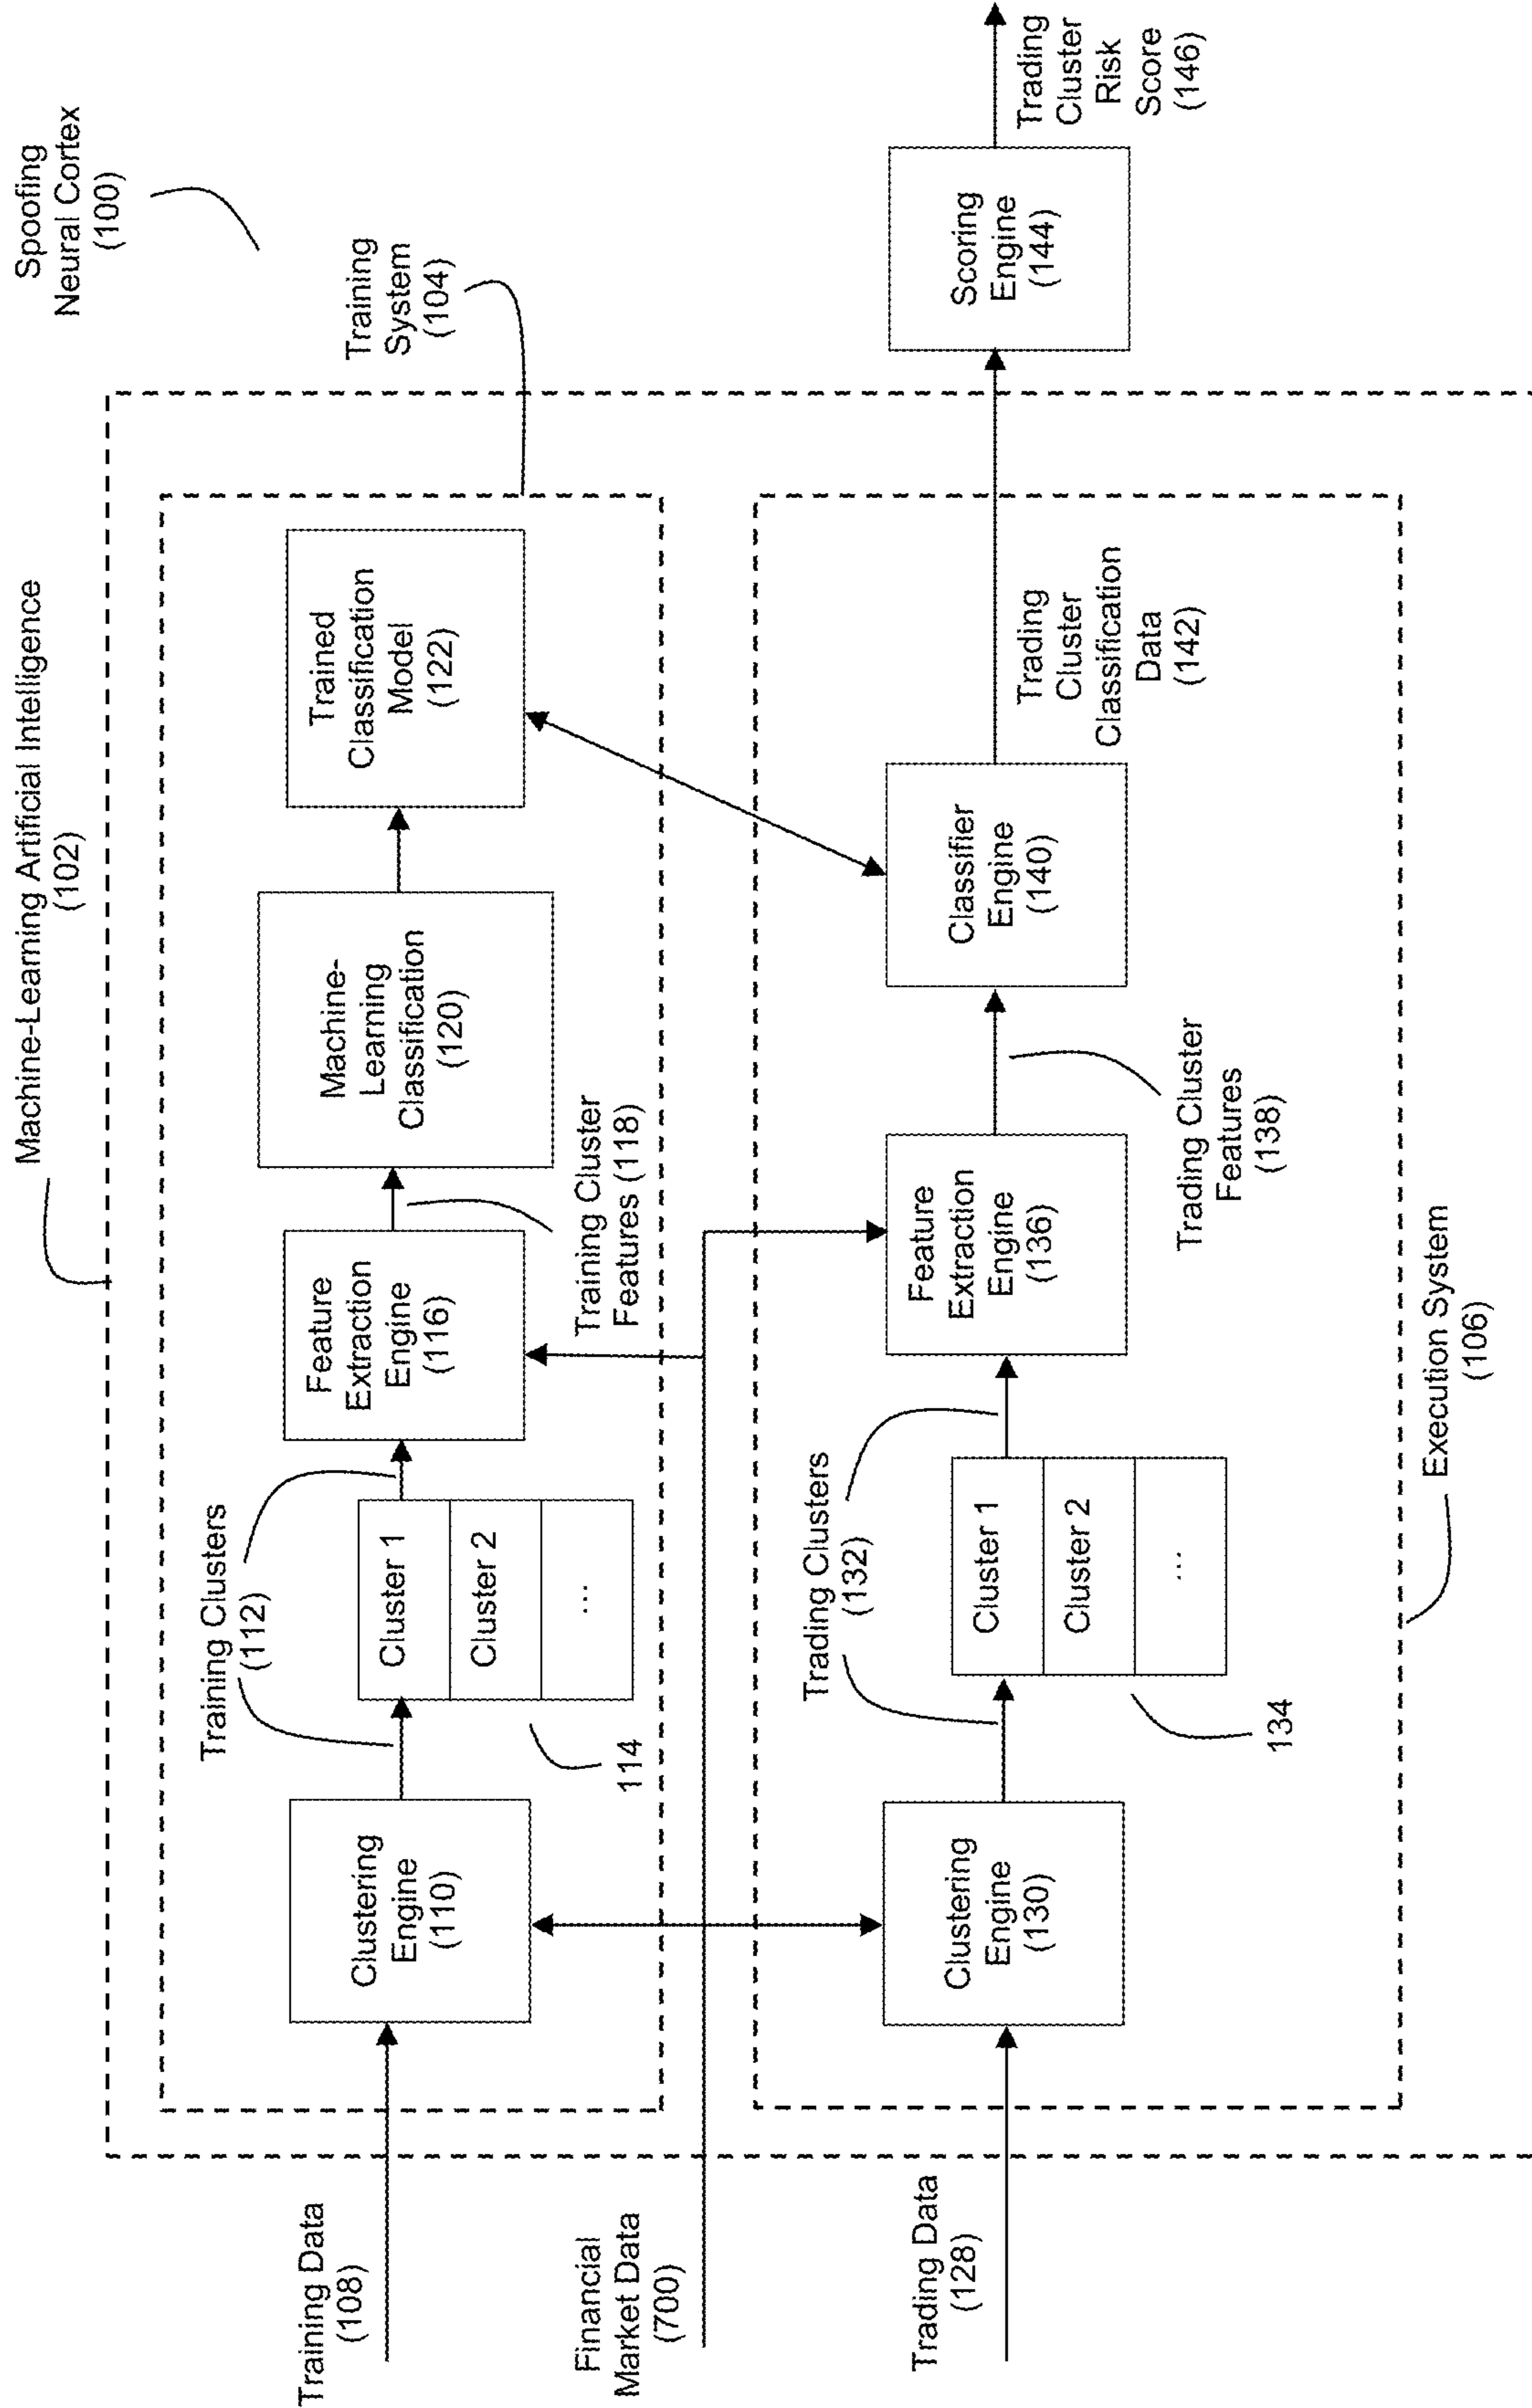 Spoofing
Neural Cortex
(100)
Machine-Learning Artificial Intelligence
(102)
Training
System
(104)
Training Data
(108)
Clustering
Engine
(110)
Training Clusters
(112)
Cluster 1
Cluster 2
...
114
Feature
Extraction
Engine
(116)
Training Cluster
Features (118)
Machine-
Learning
Classification
(120)
Trained
Classification
Model
(122)
Financial
Market Data
(700)
Trading Data
(128)
Clustering
Engine
(130)
Trading Clusters
(132)
Cluster 1
Cluster 2
...
134
Feature
Extraction
Engine
(136)
Trading Cluster
Features
(138)
Classifier
Engine
(140)
Trading
Cluster
Classification
Data
(142)
Scoring
Engine
(144)
Trading
Cluster
Risk
Score
(146)
Execution System
(106)